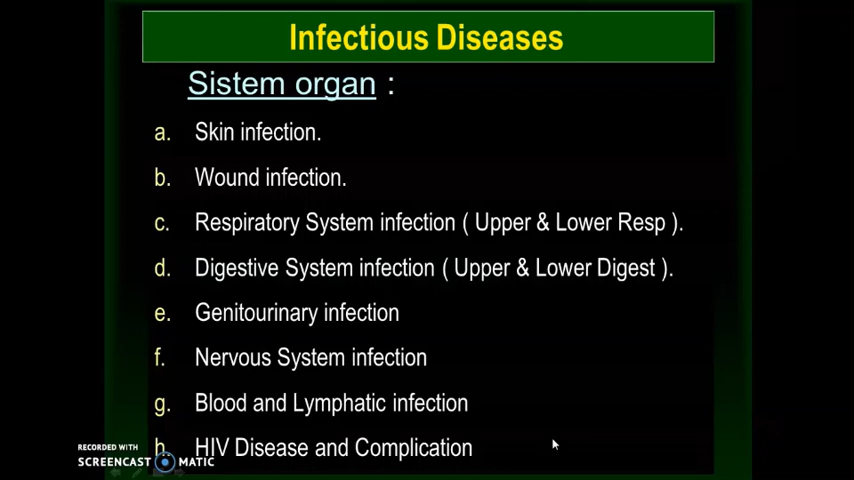 Infectious Diseases
Sistem organ :
a. Skin infection.
b. Wound infection.
c. Respiratory System infection ( Upper & Lower Resp ).
d. Digestive System infection ( Upper & Lower Digest ).
e. Genitourinary infection
f. Nervous System infection
g. Blood and Lymphatic infection
h. HIV Disease and Complication
RECORDED WITH
SCREENCAST MATIC